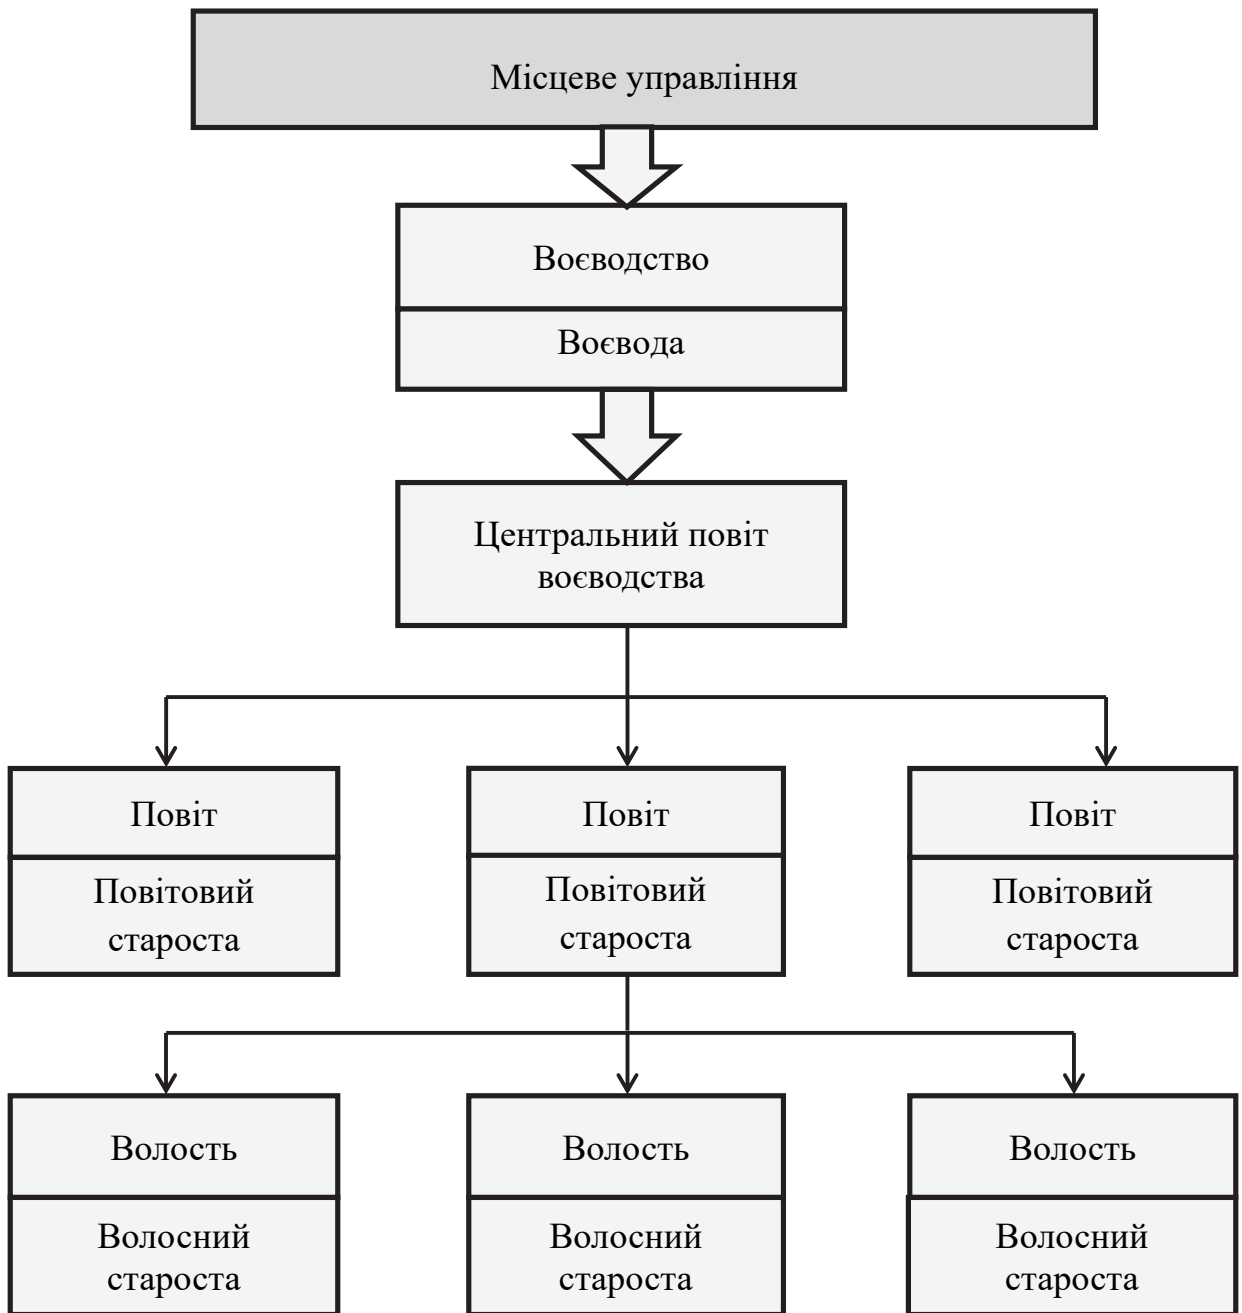 Місцеве управління
Воєводство
Воєвода
Центральний повіт
воєводства
Повіт
Повітовий
староста
Повіт
Повітовий
староста
Повіт
Повітовий
староста
Волость
Волосний
староста
Волость
Волосний
староста
Волость
Волосний
староста